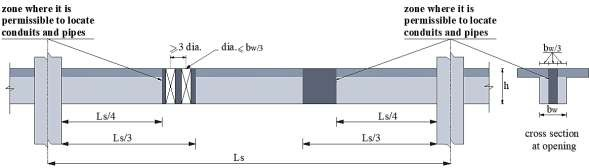 zone where it is
permissible to locate
conduits and pipes
≥3 dia.
dia.≤ bw/3
zone where it is
permissible to locate
conduits and pipes
bw/3
h
Ls/4
Ls/4
bw
Ls/3
Ls/3
cross section
at opening
Ls